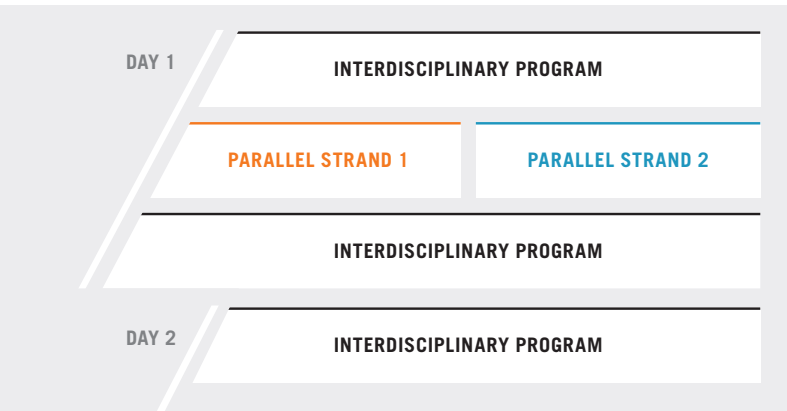 DAY 1
INTERDISCIPLINARY PROGRAM
PARALLEL STRAND 1
PARALLEL STRAND 2
INTERDISCIPLINARY PROGRAM
DAY 2
INTERDISCIPLINARY PROGRAM